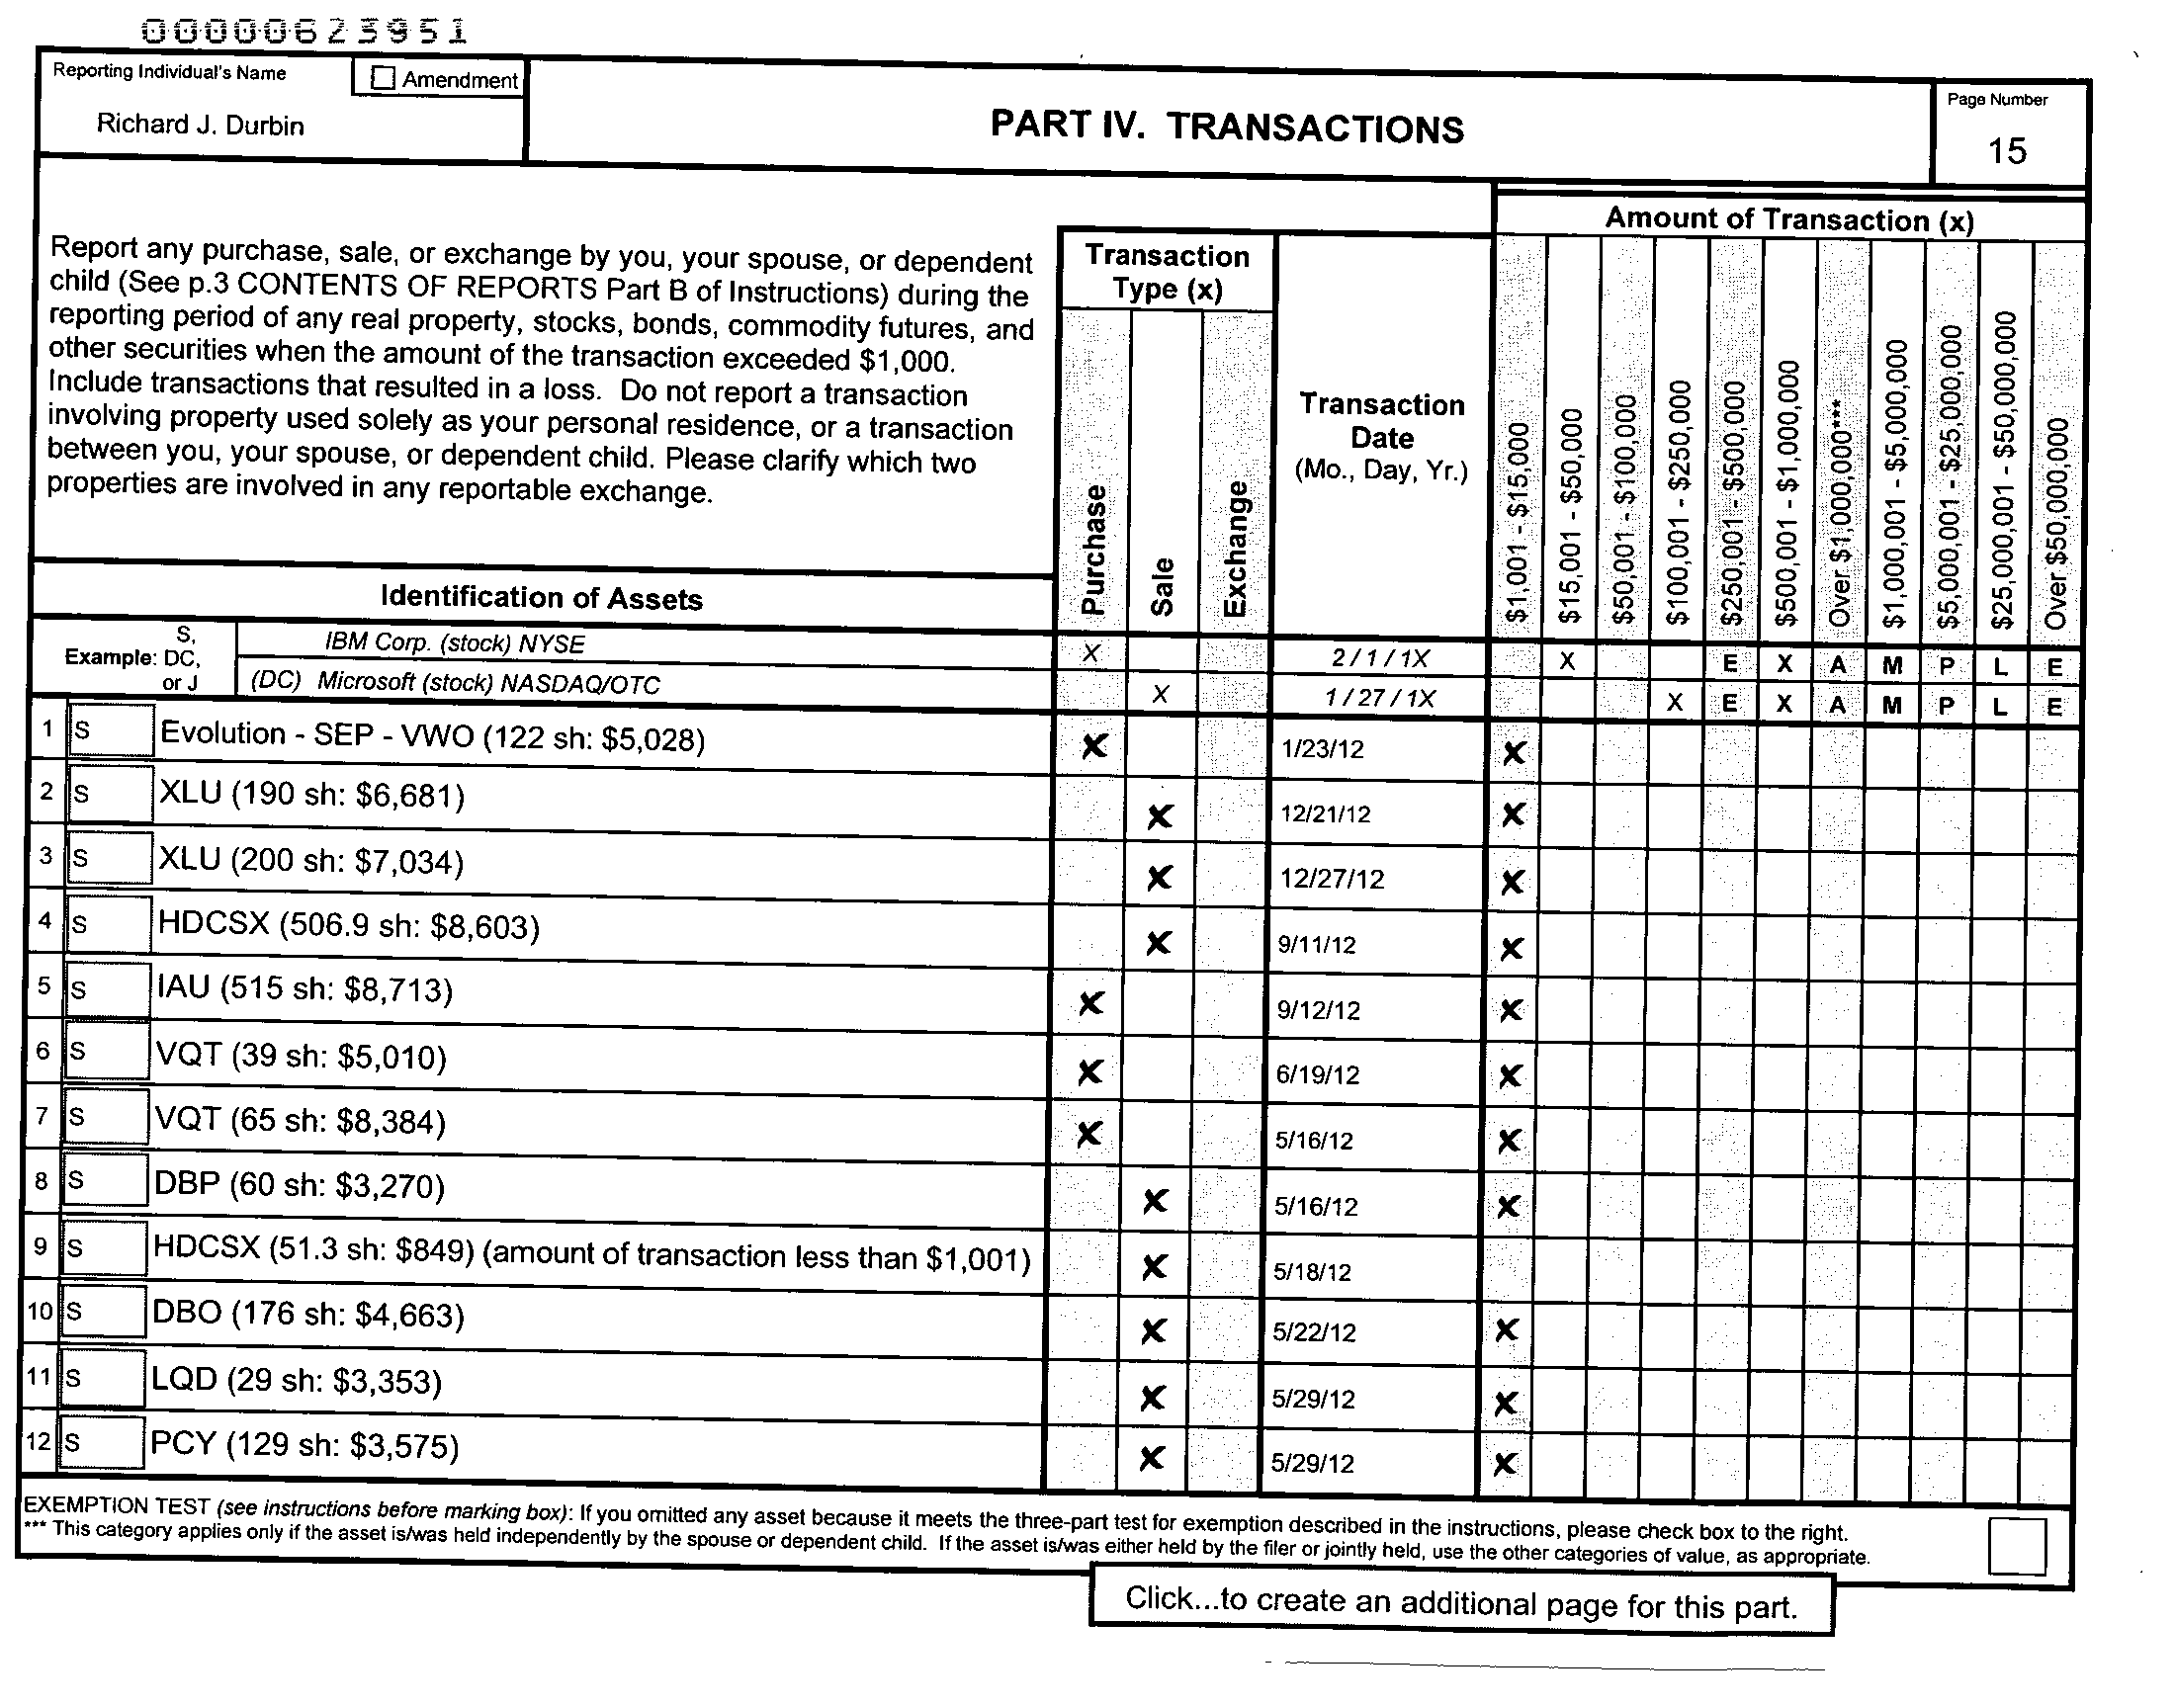 00000623951
Reporting Individual's Name
☐ Amendment
Richard J. Durbin
PART IV. TRANSACTIONS
Page Number
15
Report any purchase, sale, or exchange by you, your spouse, or dependent
child (See p.3 CONTENTS OF REPORTS Part B of Instructions) during the
reporting period of any real property, stocks, bonds, commodity futures, and
other securities when the amount of the transaction exceeded $1,000.
Include transactions that resulted in a loss. Do not report a transaction
involving property used solely as your personal residence, or a transaction
between you, your spouse, or dependent child. Please clarify which two
properties are involved in any reportable exchange.
Identification of Assets
Transaction
Type (x)
Purchase
Sale
Exchange
Transaction
Date
(Mo., Day, Yr.)
Amount of Transaction (x)
$1,001 - $15,000
$15,001 - $50,000
$50,001 - $100,000
$100,001 - $250,000
$250,001 - $500,000
$500,001 - $1,000,000
Over $1,000,000***
$1,000,001 - $5,000,000
$5,000,001 - $25,000,000
$25,000,001 - $50,000,000
Over $50,000,000
Example: S, DC, or J
IBM Corp. (stock) NYSE X 2 / 1 / 1X X E X A M P L E
(DC) Microsoft (stock) NASDAQ/OTC X 1 / 27 / 1X X E X A M P L E
1 S Evolution - SEP - VWO (122 sh: $5,028) X 1/23/12 X
2 S XLU (190 sh: $6,681) X 12/21/12 X
3 S XLU (200 sh: $7,034) X 12/27/12 X
4 S HDCSX (506.9 sh: $8,603) X 9/11/12 X
5 S IAU (515 sh: $8,713) X 9/12/12 X
6 S VQT (39 sh: $5,010) X 6/19/12 X
7 S VQT (65 sh: $8,384) X 5/16/12 X
8 S DBP (60 sh: $3,270) X 5/16/12 X
9 S HDCSX (51.3 sh: $849) (amount of transaction less than $1,001) X 5/18/12
10 S DBO (176 sh: $4,663) X 5/22/12 X
11 S LQD (29 sh: $3,353) X 5/29/12 X
12 S PCY (129 sh: $3,575) X 5/29/12 X
EXEMPTION TEST (see instructions before marking box): If you omitted any asset because it meets the three-part test for exemption described in the instructions, please check box to the right.
*** This category applies only if the asset is/was held independently by the spouse or dependent child. If the asset is/was either held by the filer or jointly held, use the other categories of value, as appropriate.
Click...to create an additional page for this part.